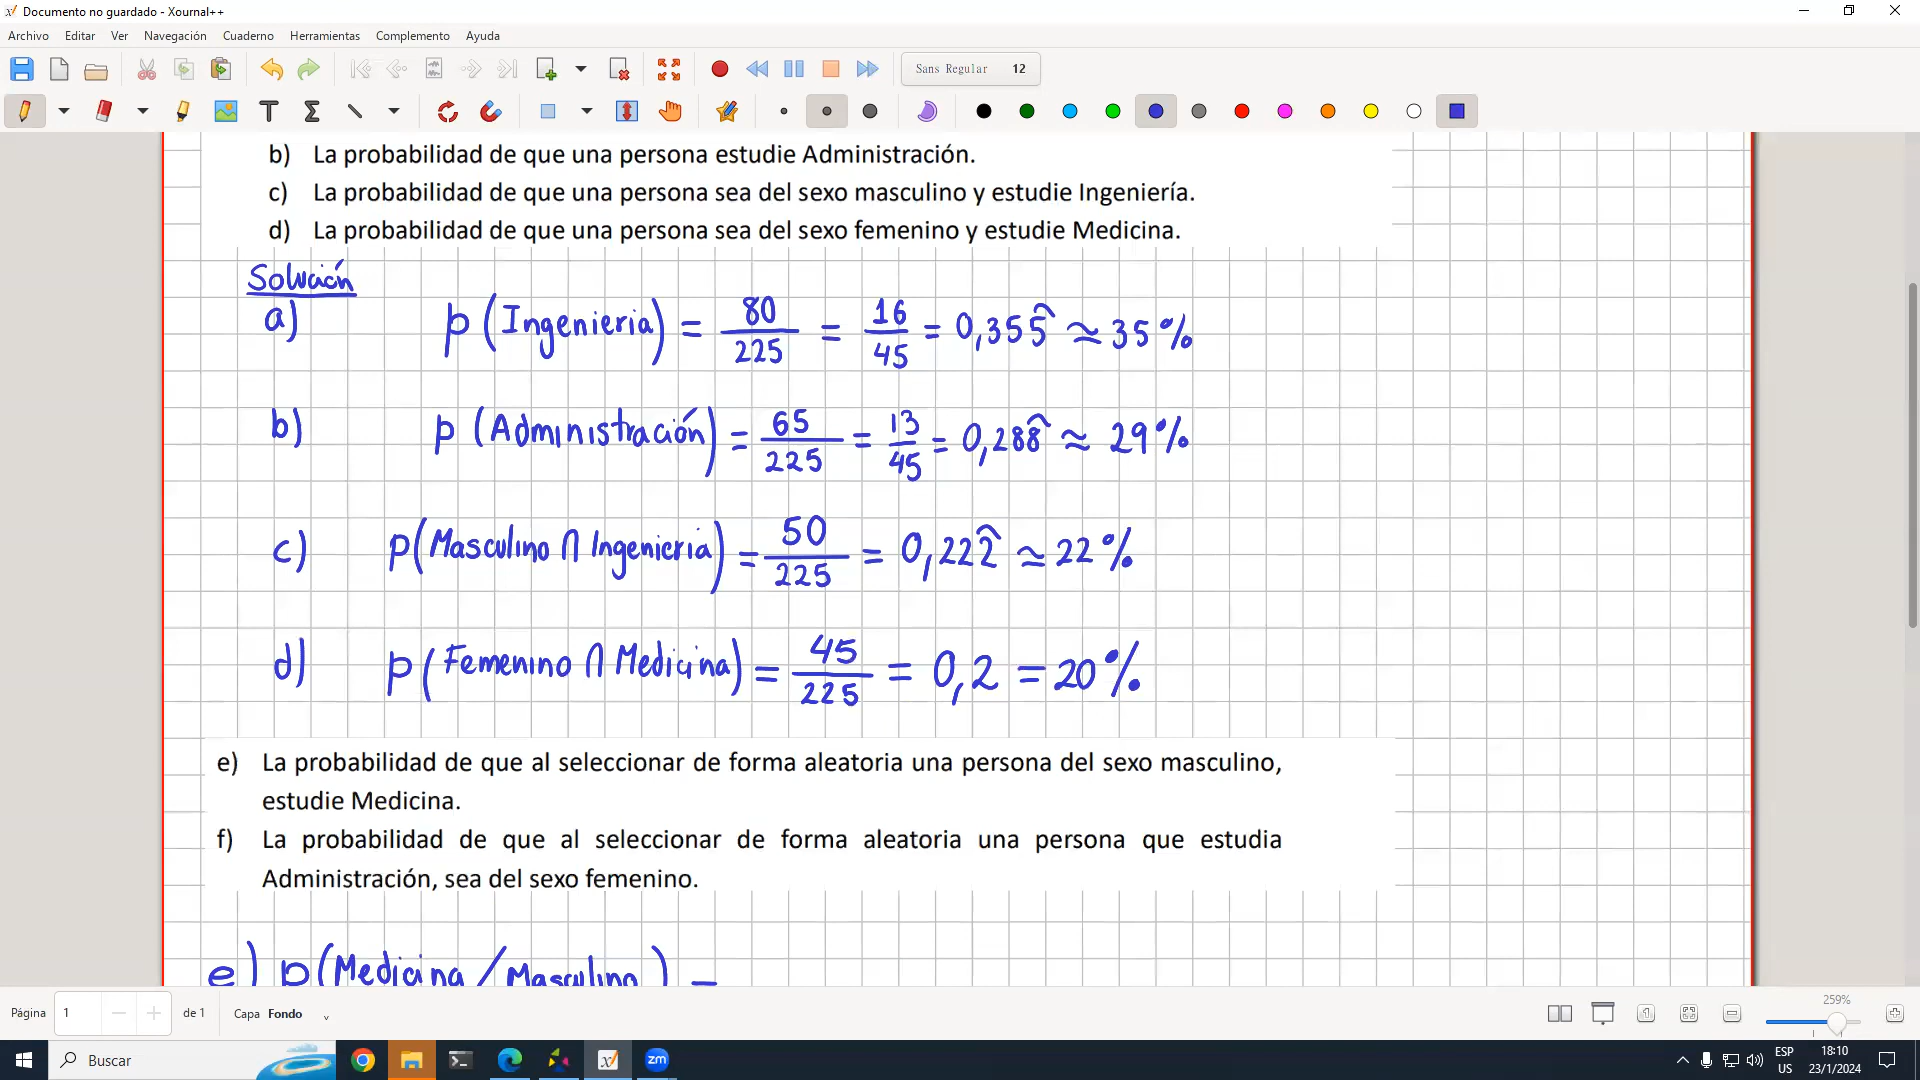 Documento no guardado - Xournal++
Archivo Editar Ver Navegación Cuaderno Herramientas Complemento Ayuda
Sans Regular 12
b) La probabilidad de que una persona estudie Administración.
c) La probabilidad de que una persona sea del sexo masculino y estudie Ingeniería.
d) La probabilidad de que una persona sea del sexo femenino y estudie Medicina.
Solución
a) p (Ingenieria) = 80/225 = 16/45 = 0,355̂ ≈ 35%
b) p (Administración) = 65/225 = 13/45 = 0,288̂ ≈ 29%
c) p(Masculino ∩ Ingenieria) = 50/225 = 0,222̂ ≃ 22%
d) p(Femenino ∩ Medicina) = 45/225 = 0,2 = 20%
e) La probabilidad de que al seleccionar de forma aleatoria una persona del sexo masculino,
estudie Medicina.
f) La probabilidad de que al seleccionar de forma aleatoria una persona que estudia
Administración, sea del sexo femenino.
e) p(Medicina/Masculino) =
Página 1 de 1 Capa Fondo
259%
Buscar
zm
ESP
US
18:10
23/1/2024